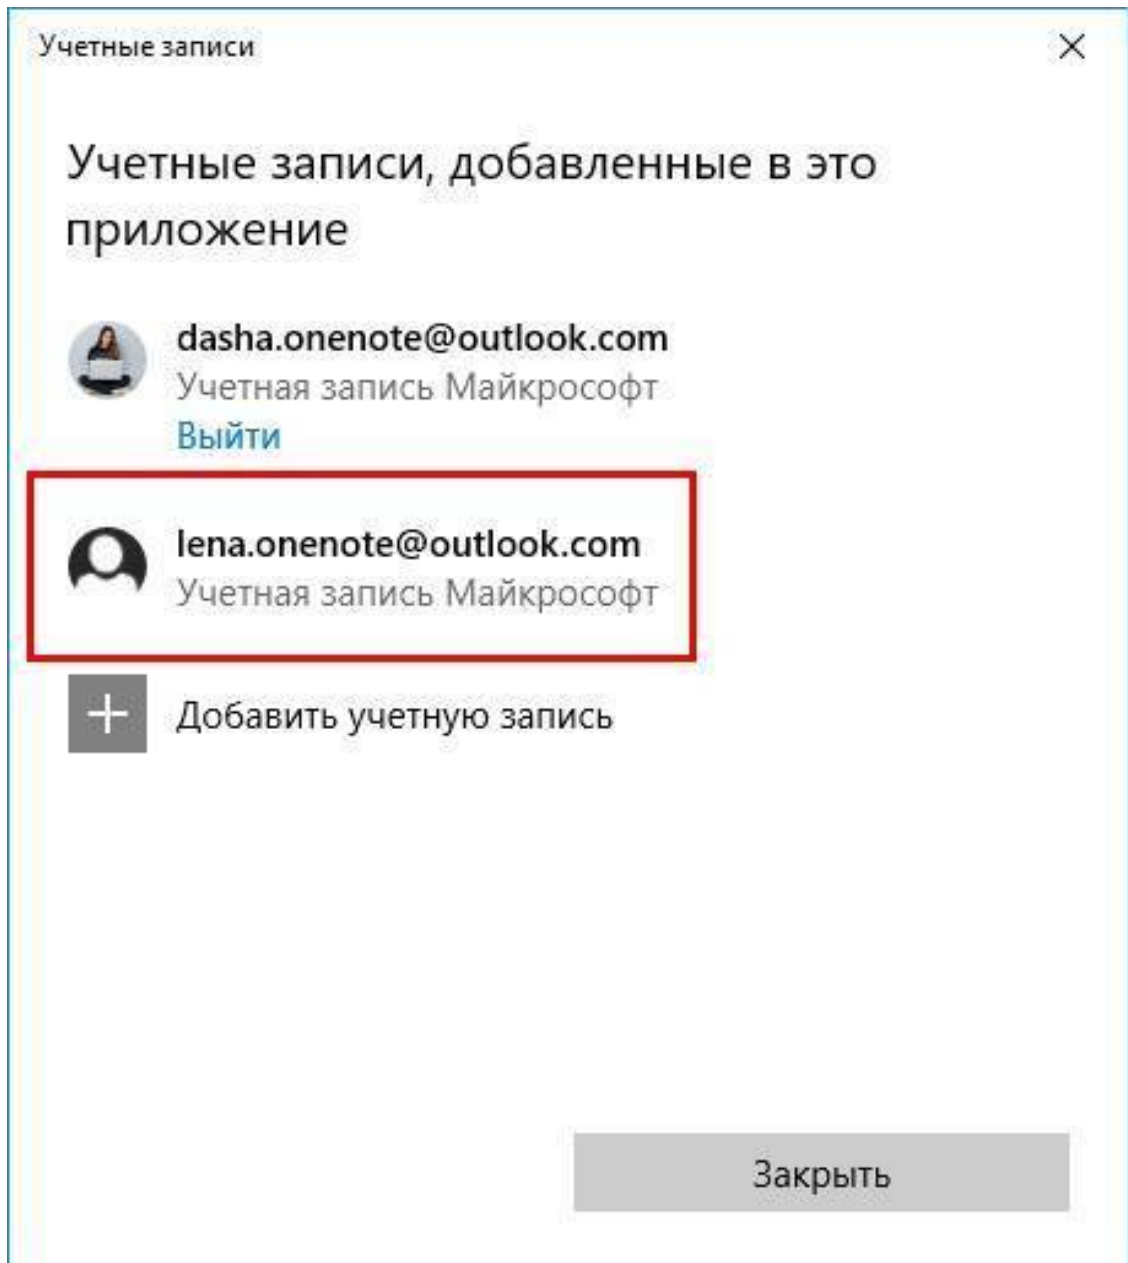 Учетные записи
Учетные записи, добавленные в это
приложение
dasha.onenote@outlook.com
Учетная запись Майкрософт
Выйти
lena.onenote@outlook.com
Учетная запись Майкрософт
Добавить учетную запись
Закрыть